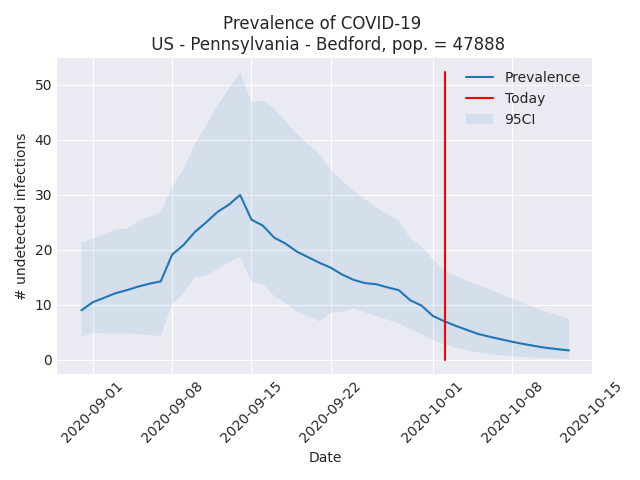 Prevalence of COVID-19
US - Pennsylvania - Bedford, pop. = 47888
Prevalence
Today
95CI
# undetected infections
50
40
30
20
10
0
2020-09-01
2020-09-08
2020-09-15
2020-09-22
2020-10-01
2020-10-08
2020-10-15
Date